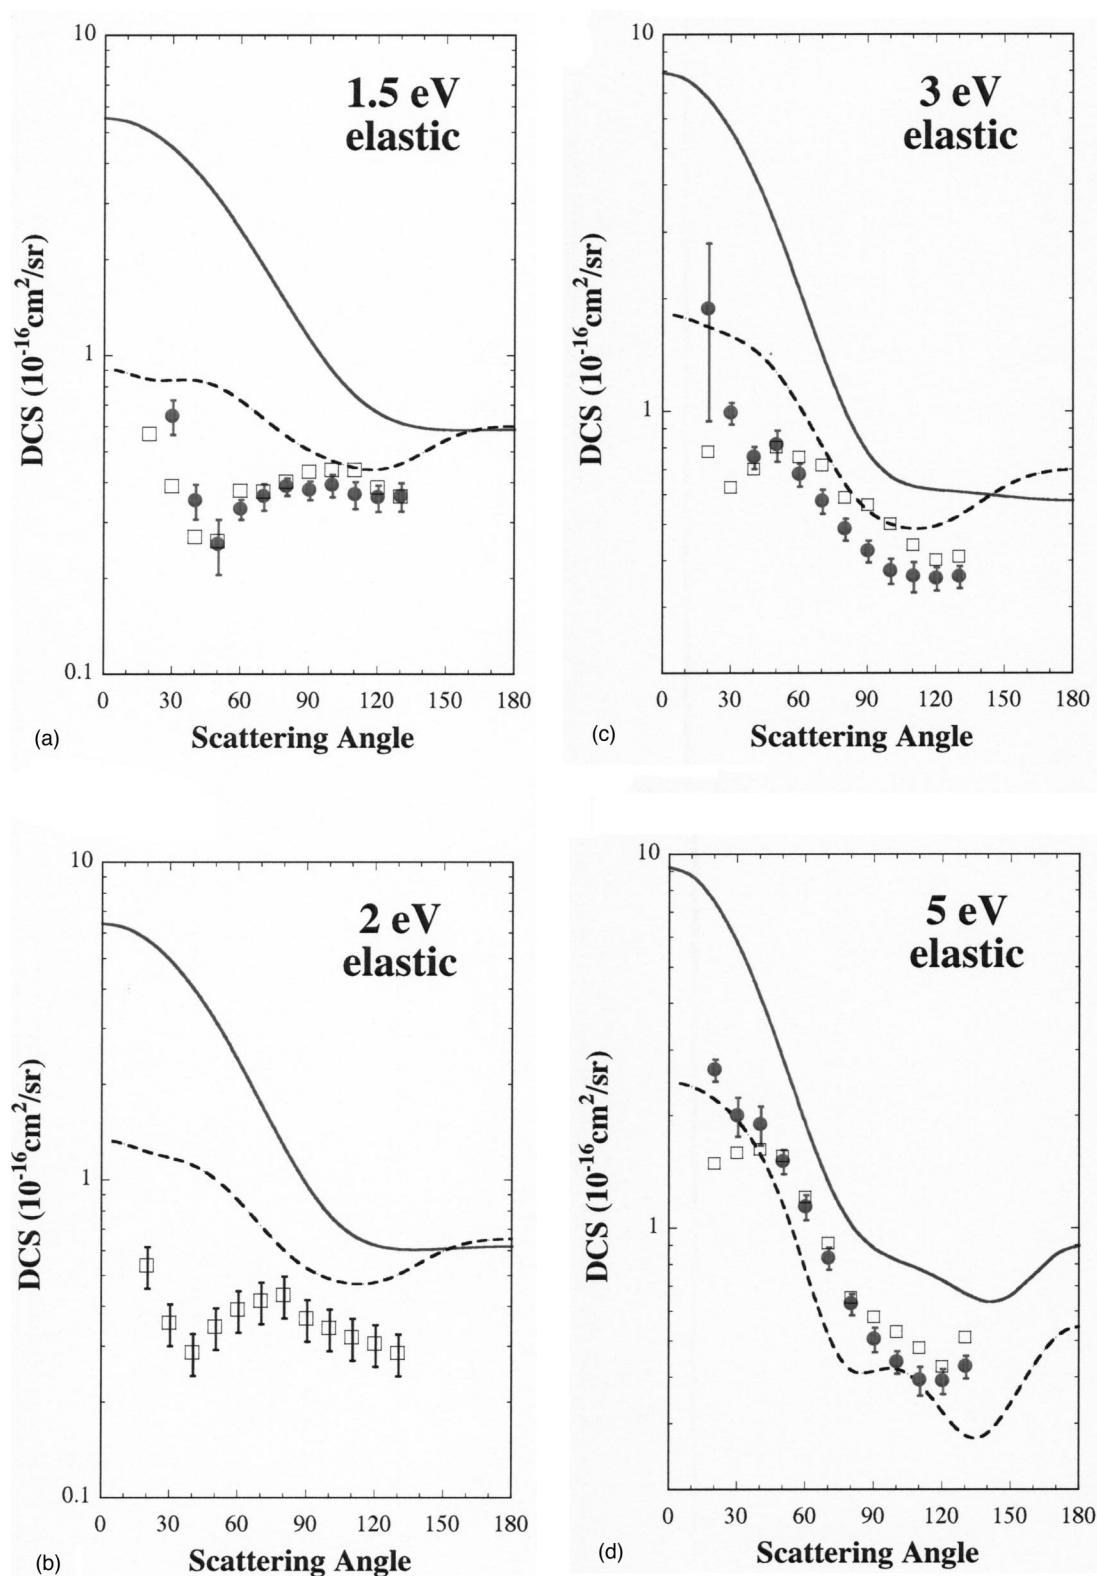 10
1.5 eV
elastic
1
0.1
DCS (10⁻¹⁶cm²/sr)
0 30 60 90 120 150 180
Scattering Angle
(a)
10
3 eV
elastic
1
DCS (10⁻¹⁶cm²/sr)
0 30 60 90 120 150 180
Scattering Angle
(c)
10
2 eV
elastic
1
0.1
DCS (10⁻¹⁶cm²/sr)
0 30 60 90 120 150 180
Scattering Angle
(b)
10
5 eV
elastic
1
DCS (10⁻¹⁶cm²/sr)
0 30 60 90 120 150 180
Scattering Angle
(d)